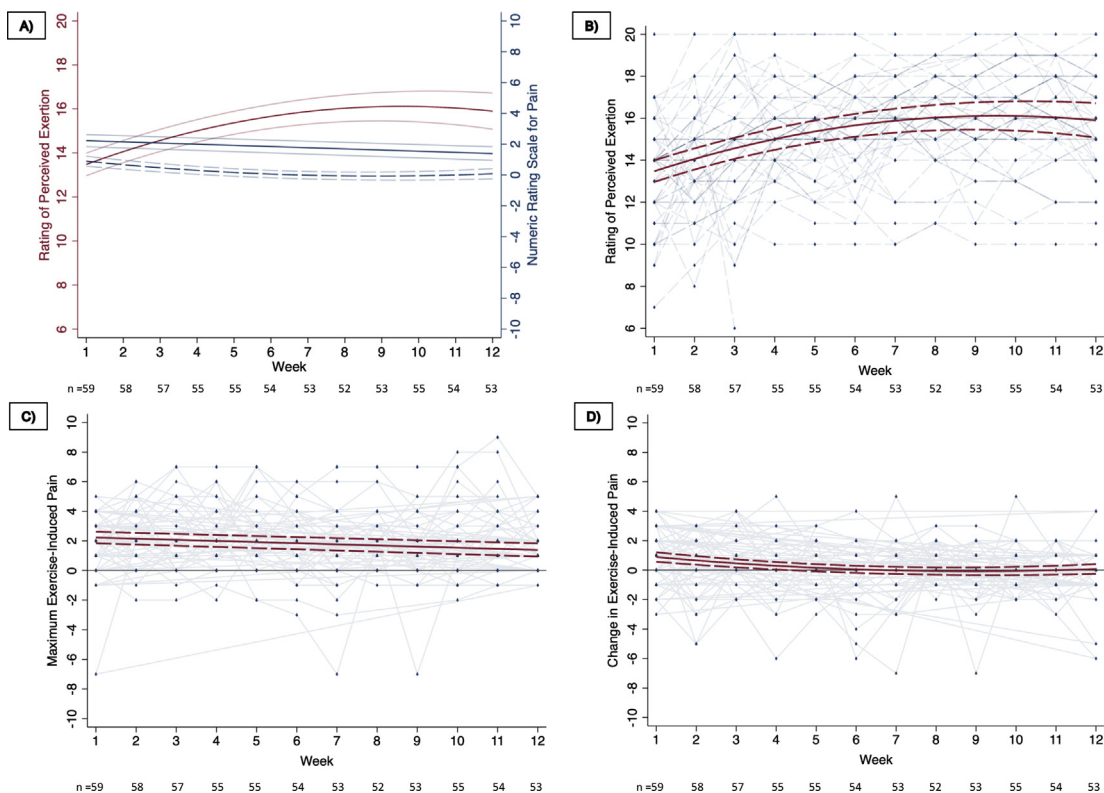 A)
Rating of Perceived Exertion
20
18
16
14
12
10
8
6
Numeric Rating Scale for Pain
10
8
6
4
2
0
-2
-4
-6
-8
-10
1 2 3 4 5 6 7 8 9 10 11 12
Week
n =59 58 57 55 55 54 53 52 53 55 54 53
B)
Rating of Perceived Exertion
20
18
16
14
12
10
8
6
1 2 3 4 5 6 7 8 9 10 11 12
Week
n =59 58 57 55 55 54 53 52 53 55 54 53
C)
Maximum Exercise-Induced Pain
10
8
6
4
2
0
-2
-4
-6
-8
-10
1 2 3 4 5 6 7 8 9 10 11 12
Week
n =59 58 57 55 55 54 53 52 53 55 54 53
D)
Change in Exercise-Induced Pain
10
8
6
4
2
0
-2
-4
-6
-8
-10
1 2 3 4 5 6 7 8 9 10 11 12
Week
n =59 58 57 55 55 54 53 52 53 55 54 53